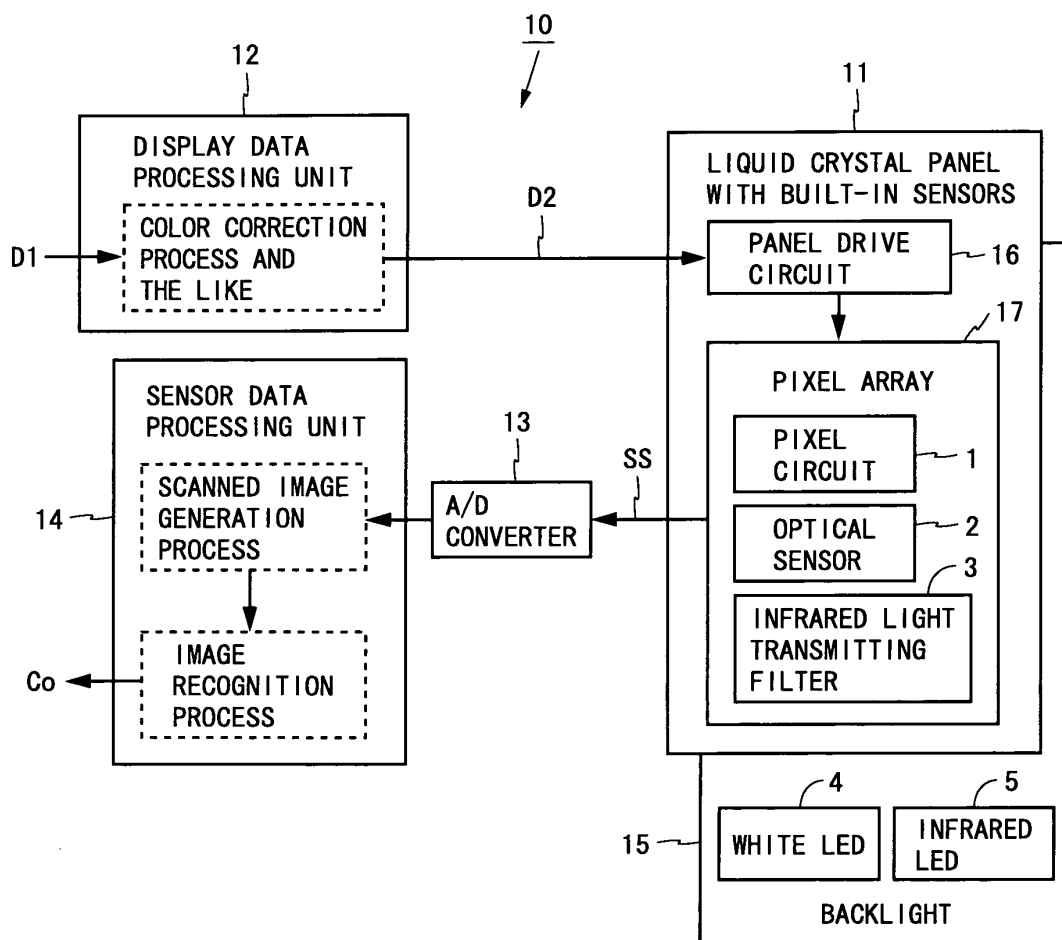 10
12
DISPLAY DATA
PROCESSING UNIT
COLOR CORRECTION
PROCESS AND
THE LIKE
D1
D2
11
LIQUID CRYSTAL PANEL
WITH BUILT-IN SENSORS
PANEL DRIVE
CIRCUIT
16
17
PIXEL ARRAY
PIXEL
CIRCUIT
1
OPTICAL
SENSOR
2
3
INFRARED LIGHT
TRANSMITTING
FILTER
SS
13
A/D
CONVERTER
SENSOR DATA
PROCESSING UNIT
14
SCANNED IMAGE
GENERATION
PROCESS
IMAGE
RECOGNITION
PROCESS
Co
4
5
15
WHITE LED
INFRARED
LED
BACKLIGHT